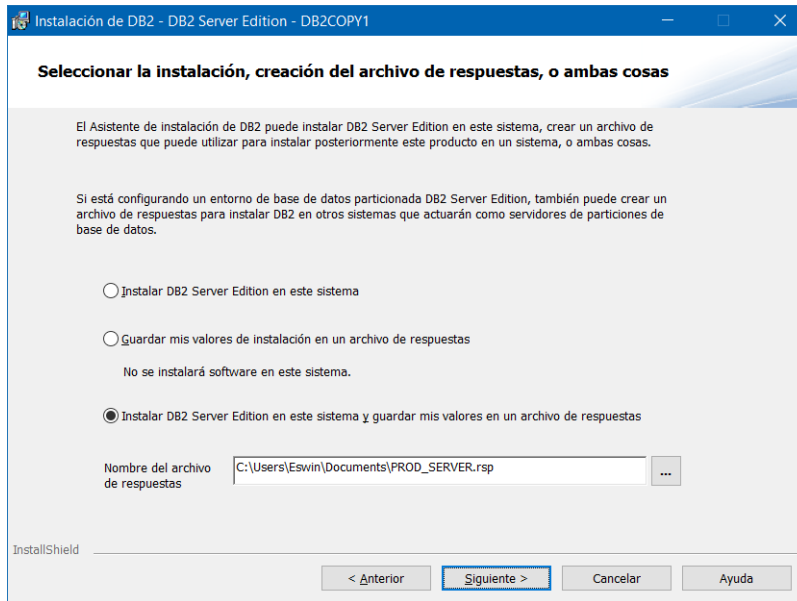 Instalación de DB2 - DB2 Server Edition - DB2COPY1
Seleccionar la instalación, creación del archivo de respuestas, o ambas cosas
El Asistente de instalación de DB2 puede instalar DB2 Server Edition en este sistema, crear un archivo de
respuestas que puede utilizar para instalar posteriormente este producto en un sistema, o ambas cosas.
Si está configurando un entorno de base de datos particionada DB2 Server Edition, también puede crear un
archivo de respuestas para instalar DB2 en otros sistemas que actuarán como servidores de particiones de
base de datos.
Instalar DB2 Server Edition en este sistema
Guardar mis valores de instalación en un archivo de respuestas
No se instalará software en este sistema.
Instalar DB2 Server Edition en este sistema y guardar mis valores en un archivo de respuestas
Nombre del archivo
de respuestas
C:\Users\Eswin\Documents\PROD_SERVER.rsp
...
InstallShield
< Anterior
Siguiente >
Cancelar
Ayuda